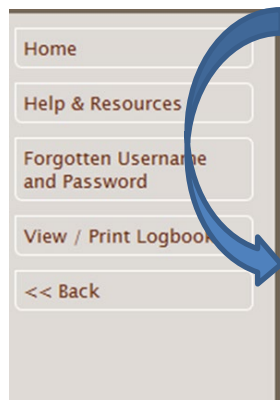 Home
Help & Resources
Forgotten Username
and Password
View / Print Logbook
<< Back